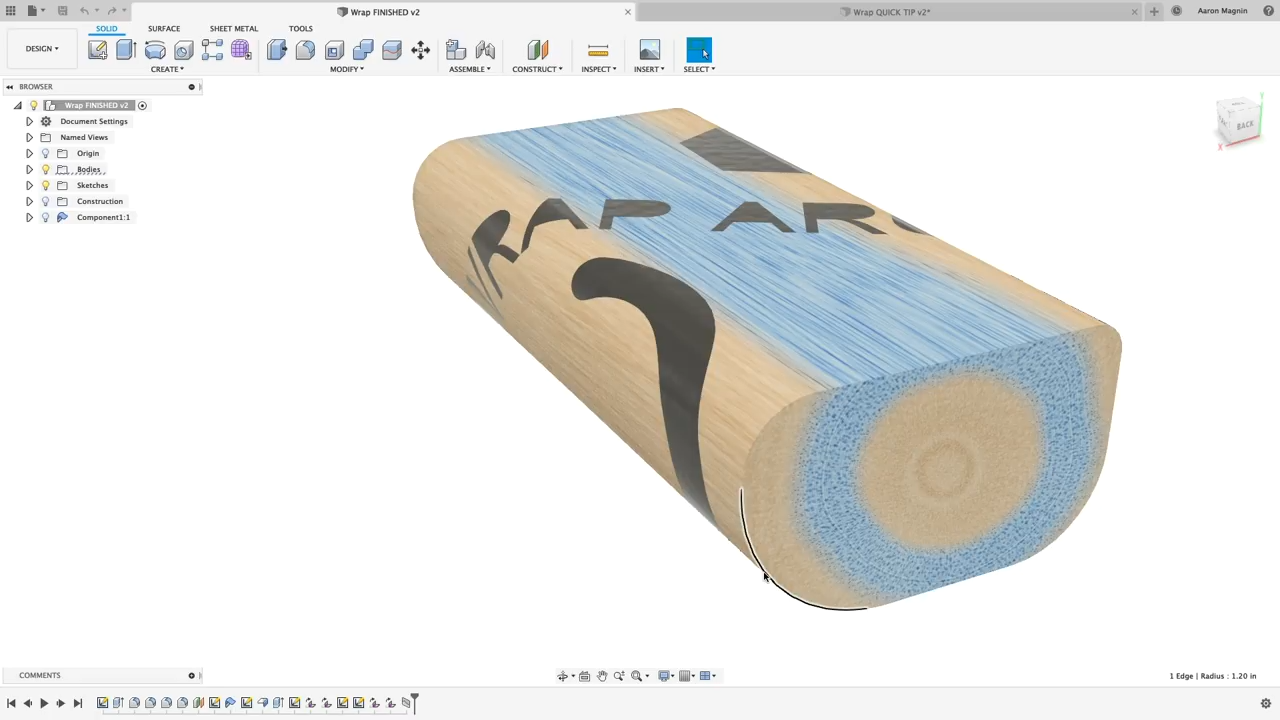 Wrap FINISHED v2
Wrap QUICK TIP v2*
Aaron Magnin
DESIGN
SOLID
SURFACE
SHEET METAL
TOOLS
CREATE
MODIFY
ASSEMBLE
CONSTRUCT
INSPECT
INSERT
SELECT
BROWSER
Wrap FINISHED v2
Document Settings
Named Views
Origin
Bodies
Sketches
Construction
Component1:1
BACK
Z
X
COMMENTS
1 Edge | Radius : 1.20 in